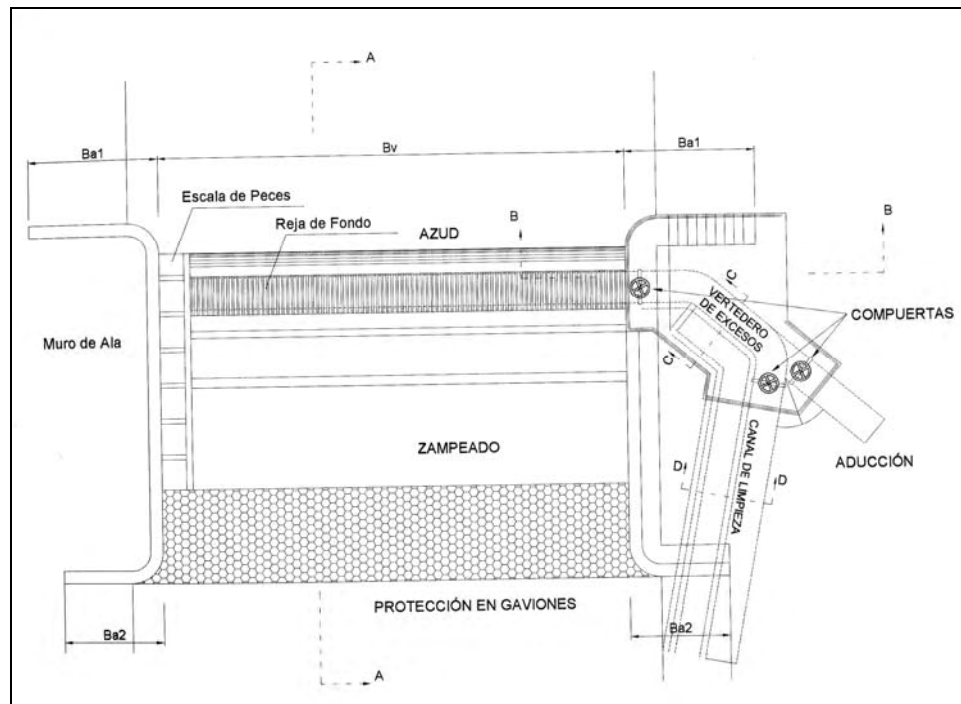 A
Ba1
Bv
Ba1
Escala de Peces
Reja de Fondo
AZUD
B
B
C
VERTEDERO
DE EXCESOS
COMPUERTAS
Muro de Ala
C
ZAMPEADO
ADUCCIÓN
D
D
CANAL DE LIMPIEZA
PROTECCIÓN EN GAVIONES
Ba2
Ba2
A